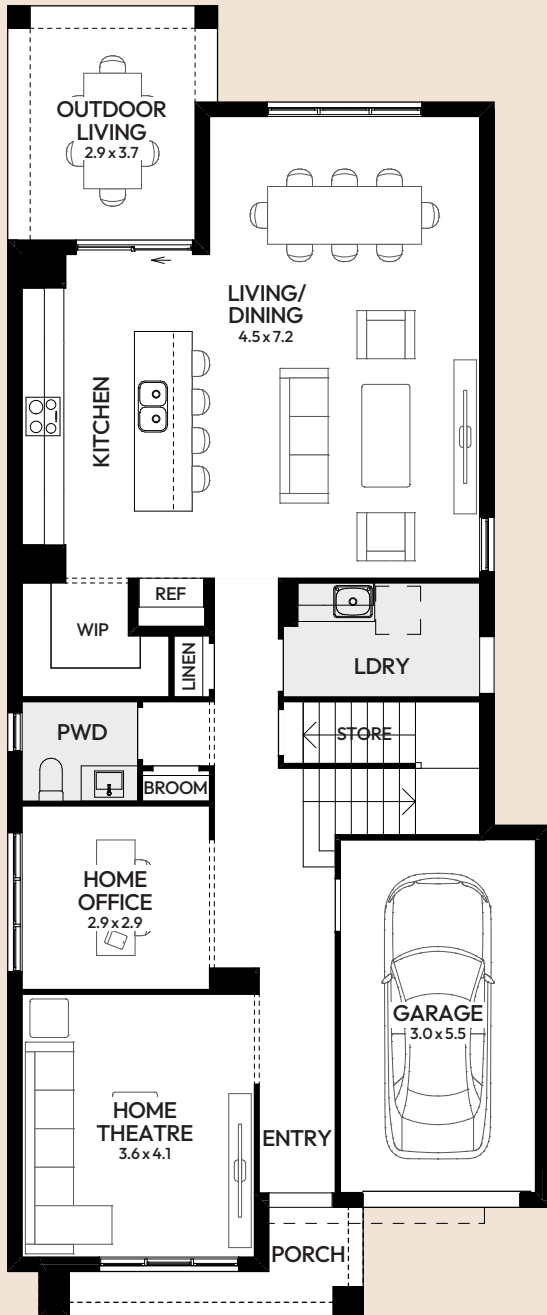 OUTDOOR
LIVING
2.9 x 3.7
LIVING/
DINING
4.5 x 7.2
KITCHEN
REF
WIP
LINEN
LDRY
PWD
STORE
BROOM
HOME
OFFICE
2.9 x 2.9
GARAGE
3.0 x 5.5
HOME
THEATRE
3.6 x 4.1
ENTRY
PORCH